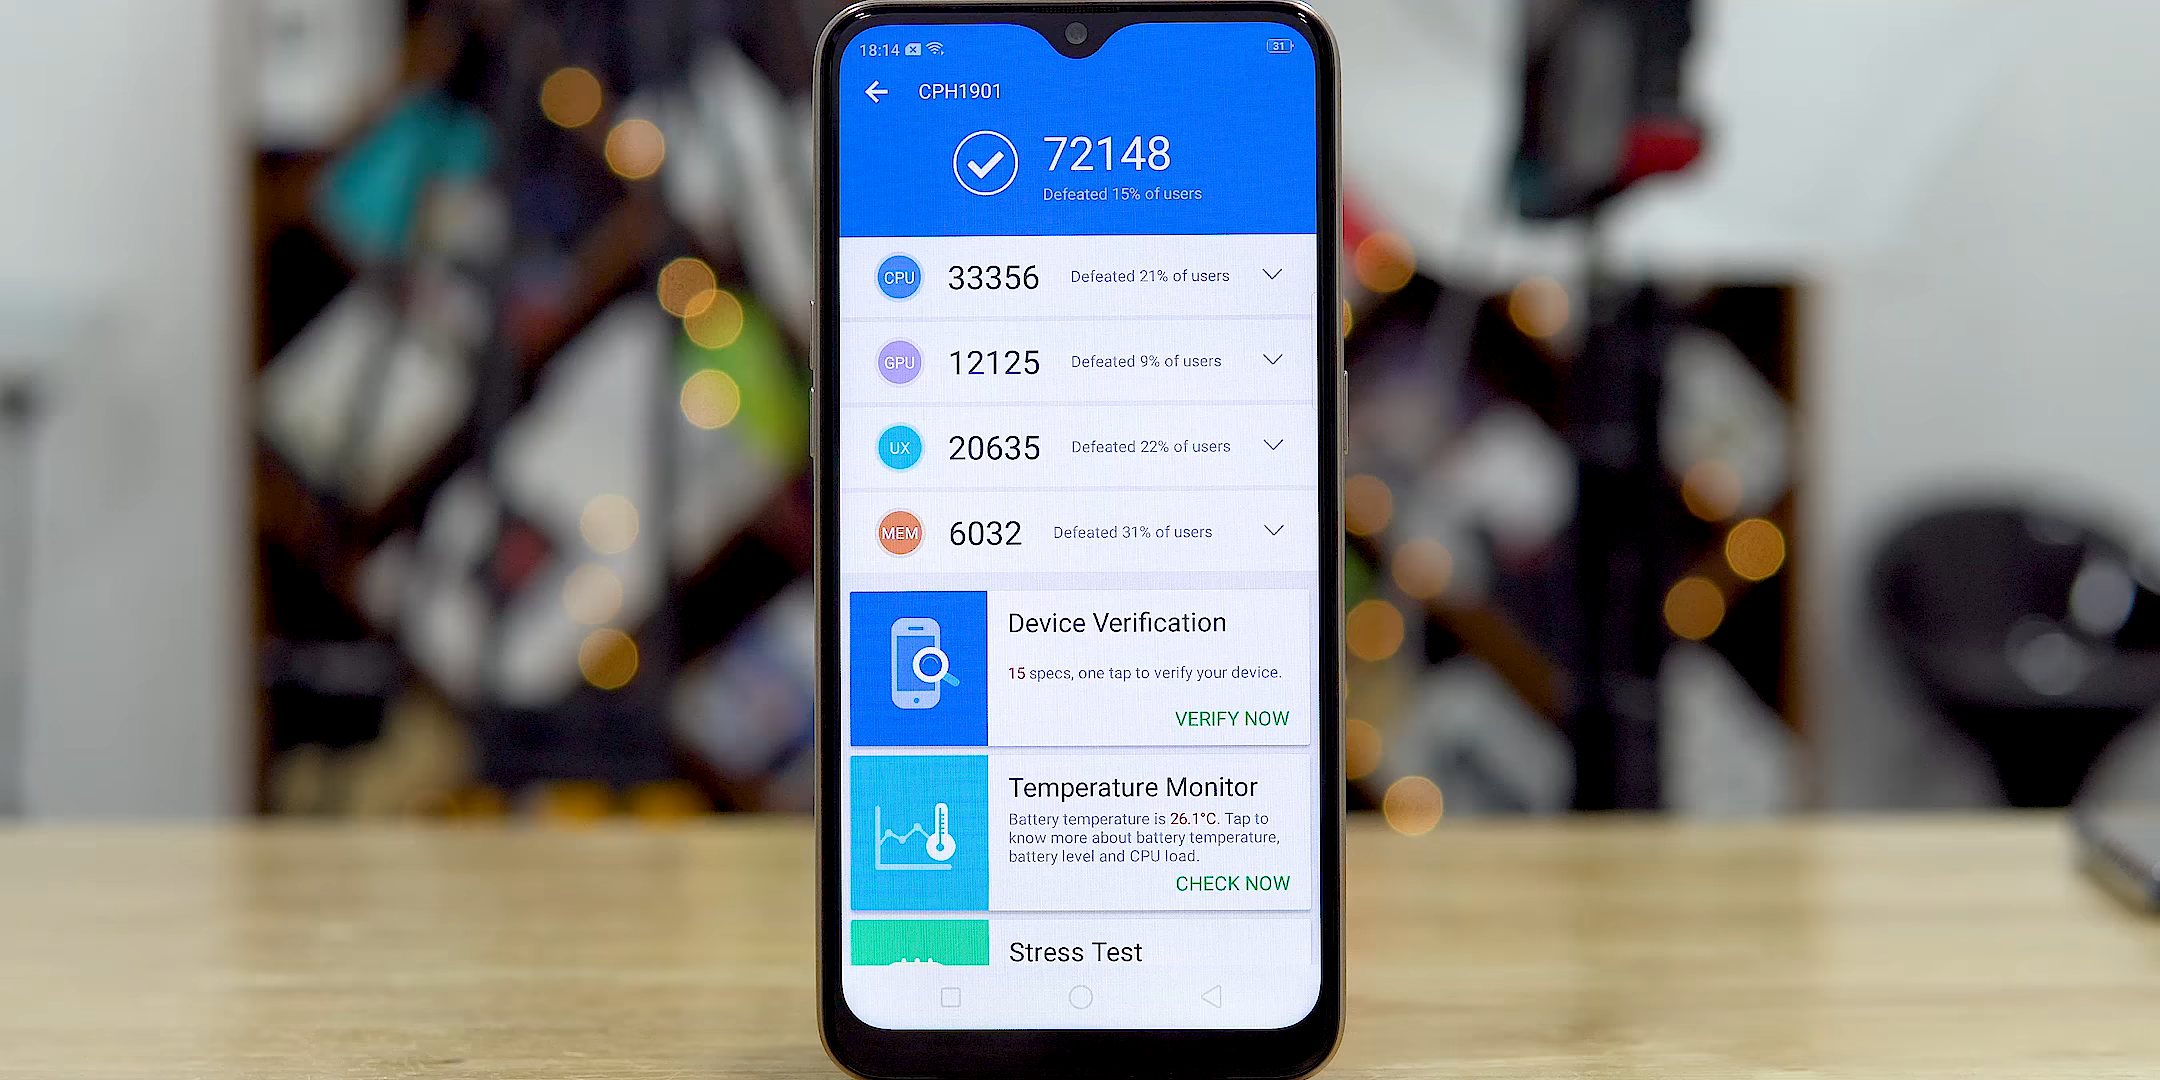 18:14
31
CPH1901
72148
Defeated 15% of users
CPU 33356 Defeated 21% of users
GPU 12125 Defeated 9% of users
UX 20635 Defeated 22% of users
MEM 6032 Defeated 31% of users
Device Verification
15 specs, one tap to verify your device.
VERIFY NOW
Temperature Monitor
Battery temperature is 26.1°C. Tap to
know more about battery temperature,
battery level and CPU load.
CHECK NOW
Stress Test